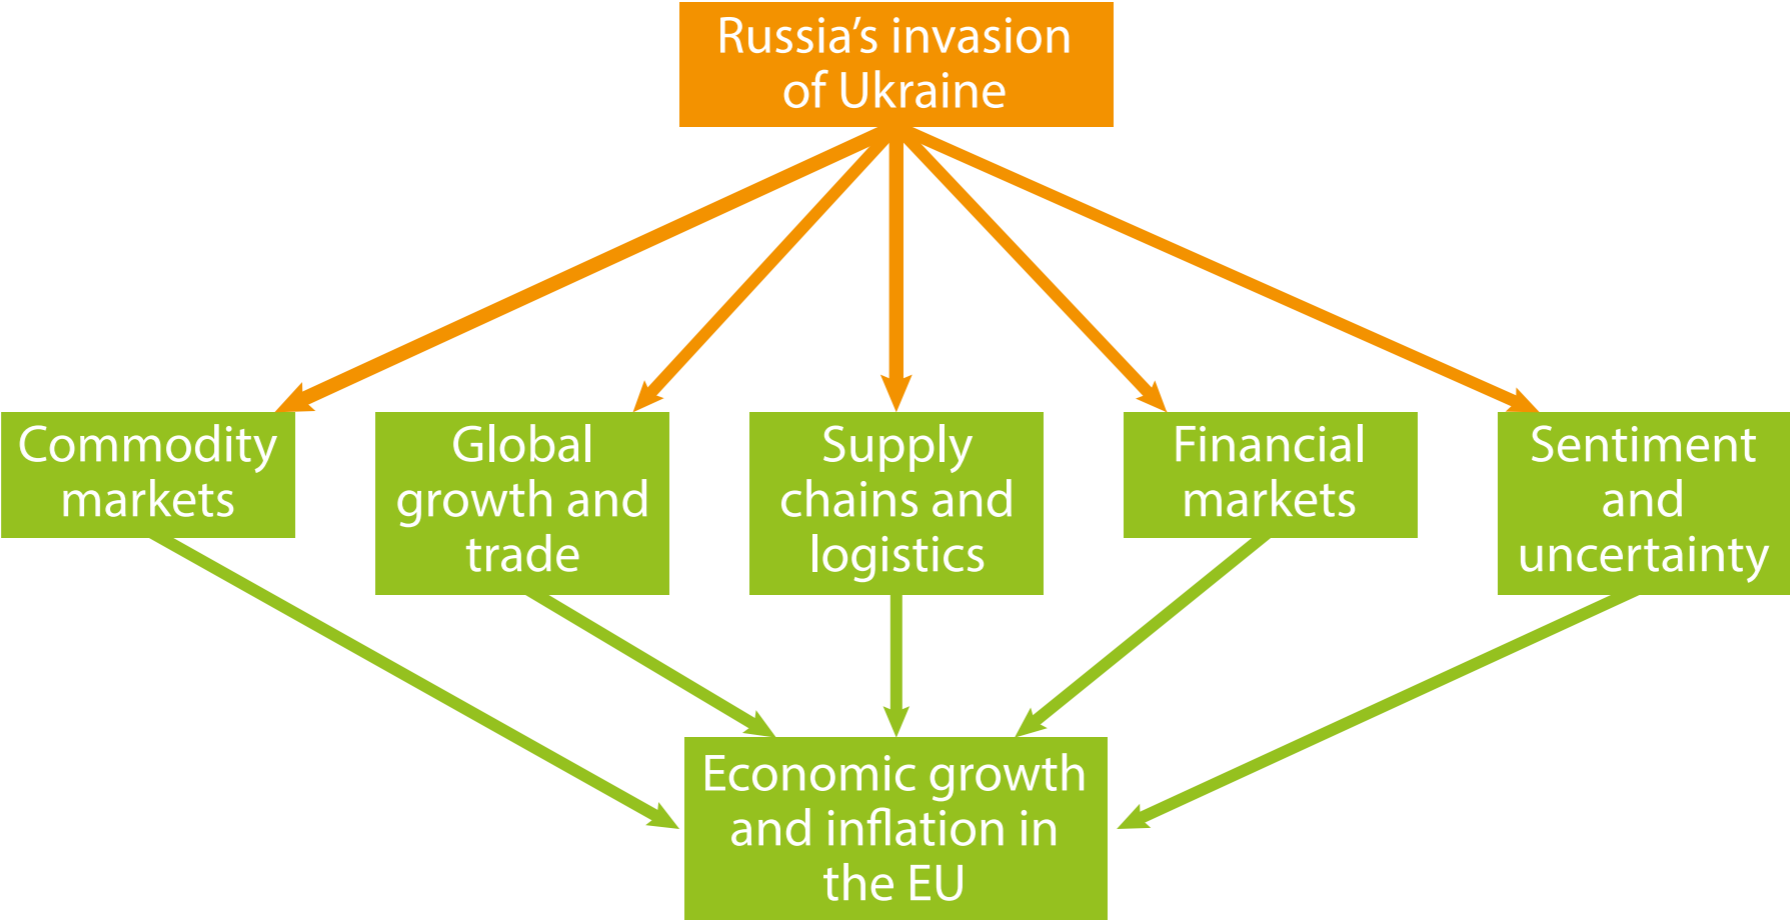 Russia’s invasion
of Ukraine
Commodity
markets
Global
growth and
trade
Supply
chains and
logistics
Financial
markets
Sentiment
and
uncertainty
Economic growth
and inflation in
the EU